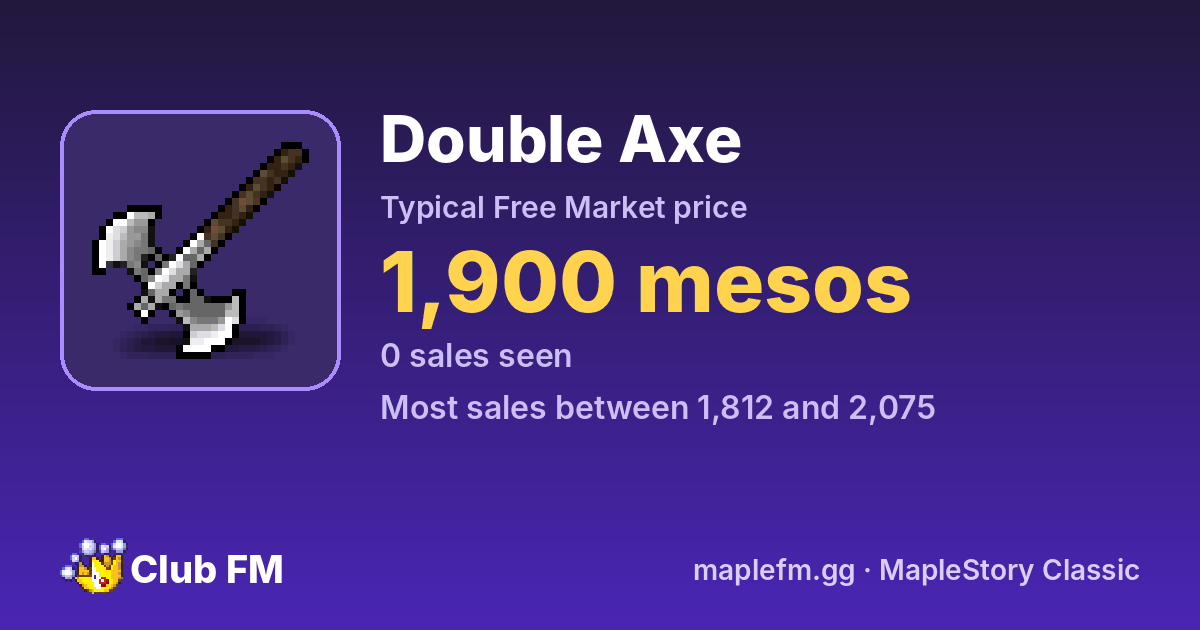 Double Axe
Typical Free Market price
1,900 mesos
0 sales seen
Most sales between 1,812 and 2,075
Club FM
maplefm.gg · MapleStory Classic